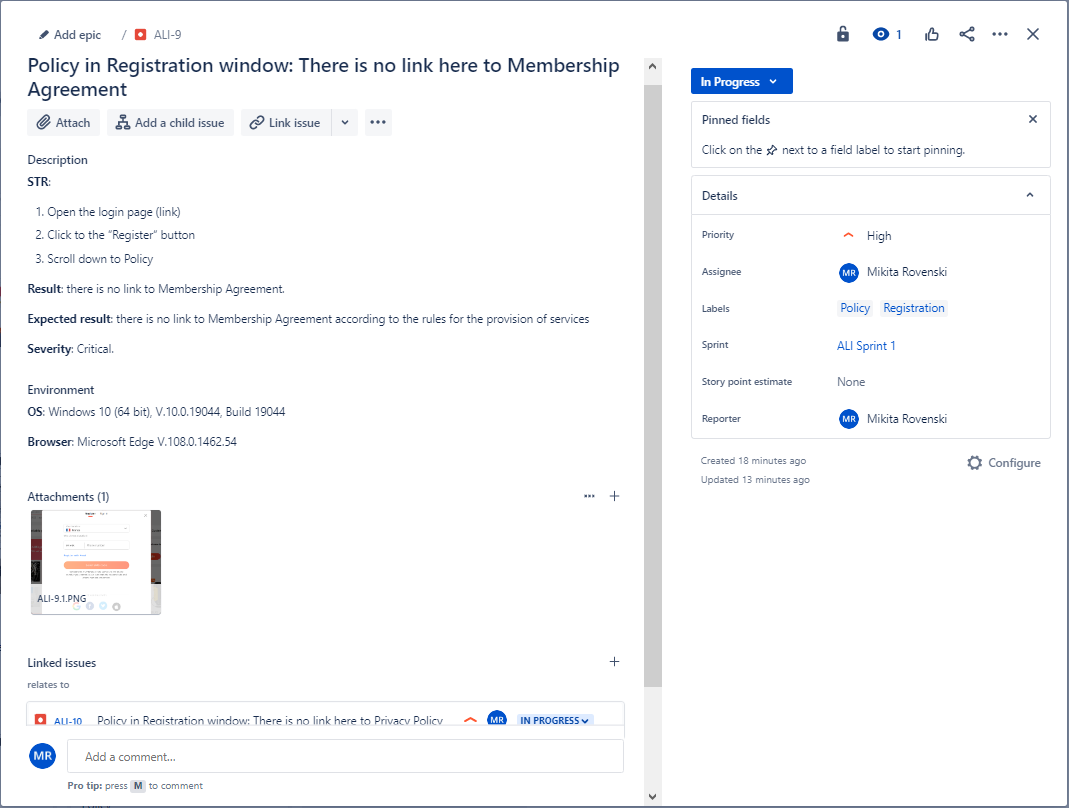 Add epic / ALI-9
1
Policy in Registration window: There is no link here to Membership
Agreement
Attach Add a child issue Link issue
Description
STR:
1. Open the login page (link)
2. Click to the “Register” button
3. Scroll down to Policy
Result: there is no link to Membership Agreement.
Expected result: there is no link to Membership Agreement according to the rules for the provision of services
Severity: Critical.
Environment
OS: Windows 10 (64 bit), V.10.0.19044, Build 19044
Browser: Microsoft Edge V.108.0.1462.54
Attachments (1)
ALI-9.1.PNG
Linked issues
relates to
ALI-10 Policy in Registration window: There is no link here to Privacy Policy MR IN PROGRESS
MR Add a comment...
Pro tip: press M to comment
In Progress
Pinned fields
Click on the next to a field label to start pinning.
Details
Priority High
Assignee MR Mikita Rovenski
Labels Policy Registration
Sprint ALI Sprint 1
Story point estimate None
Reporter MR Mikita Rovenski
Created 18 minutes ago Configure
Updated 13 minutes ago